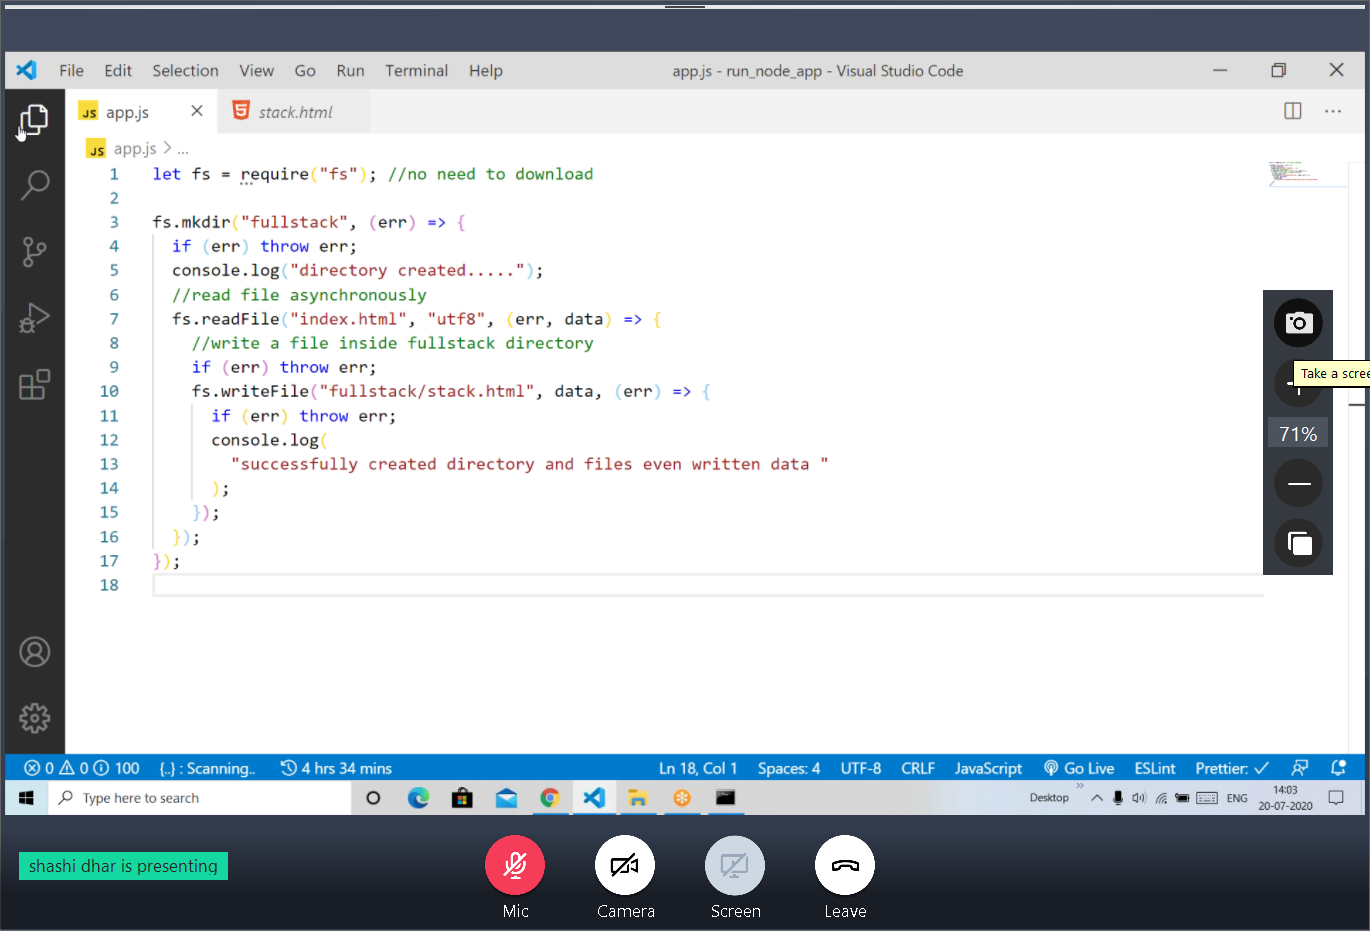 File Edit Selection View Go Run Terminal Help app.js - run_node_app - Visual Studio Code
JS app.js stack.html
JS app.js > ...
1 let fs = require("fs"); //no need to download
2
3 fs.mkdir("fullstack", (err) => {
4 if (err) throw err;
5 console.log("directory created.....");
6 //read file asynchronously
7 fs.readFile("index.html", "utf8", (err, data) => {
8 //write a file inside fullstack directory
9 if (err) throw err;
10 fs.writeFile("fullstack/stack.html", data, (err) => {
11 if (err) throw err;
12 console.log(
13 "successfully created directory and files even written data "
14 );
15 });
16 });
17 });
18
Take a scree
71%
0 0 100 {..} : Scanning.. 4 hrs 34 mins Ln 18, Col 1 Spaces: 4 UTF-8 CRLF JavaScript Go Live ESLint Prettier: ✓
Type here to search Desktop ENG 14:03
20-07-2020
shashi dhar is presenting
Mic Camera Screen Leave